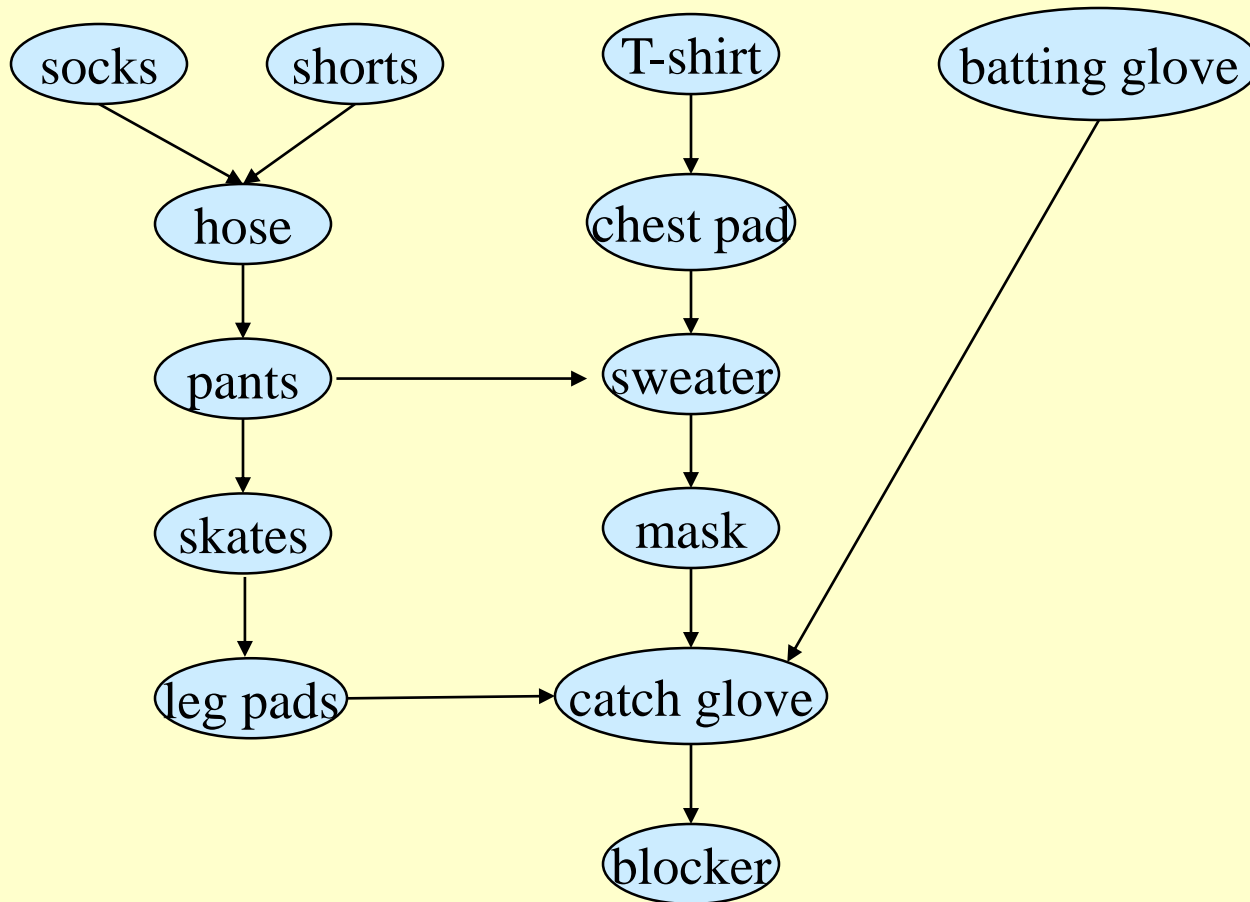 socks
shorts
T-shirt
batting glove
hose
chest pad
pants
sweater
skates
mask
leg pads
catch glove
blocker